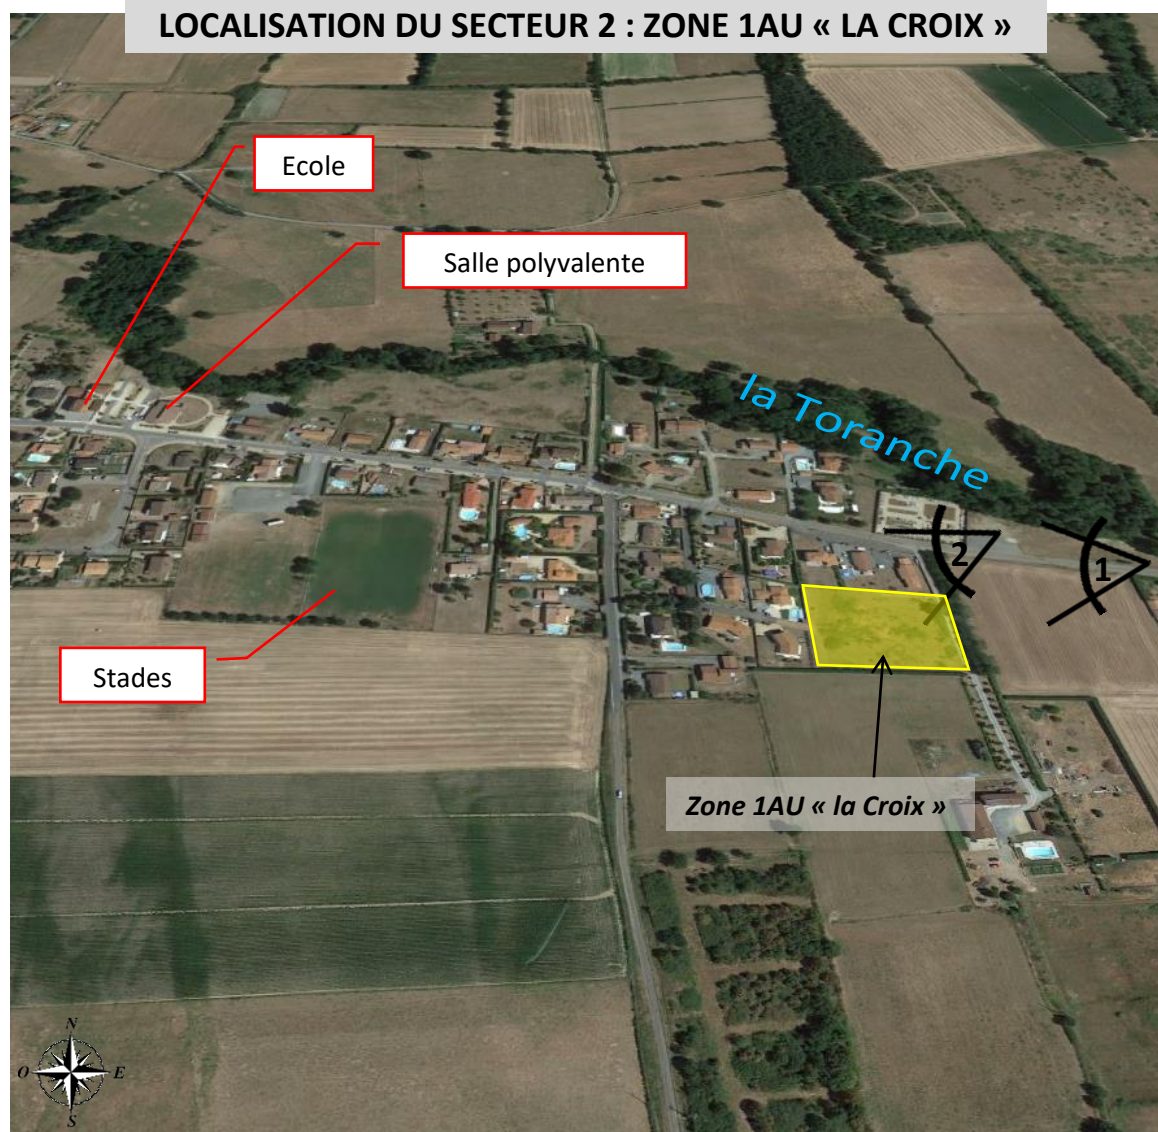 LOCALISATION DU SECTEUR 2 : ZONE 1AU « LA CROIX »
Ecole
Salle polyvalente
la Toranche
2
1
Stades
Zone 1AU « la Croix »
N
O
E
S